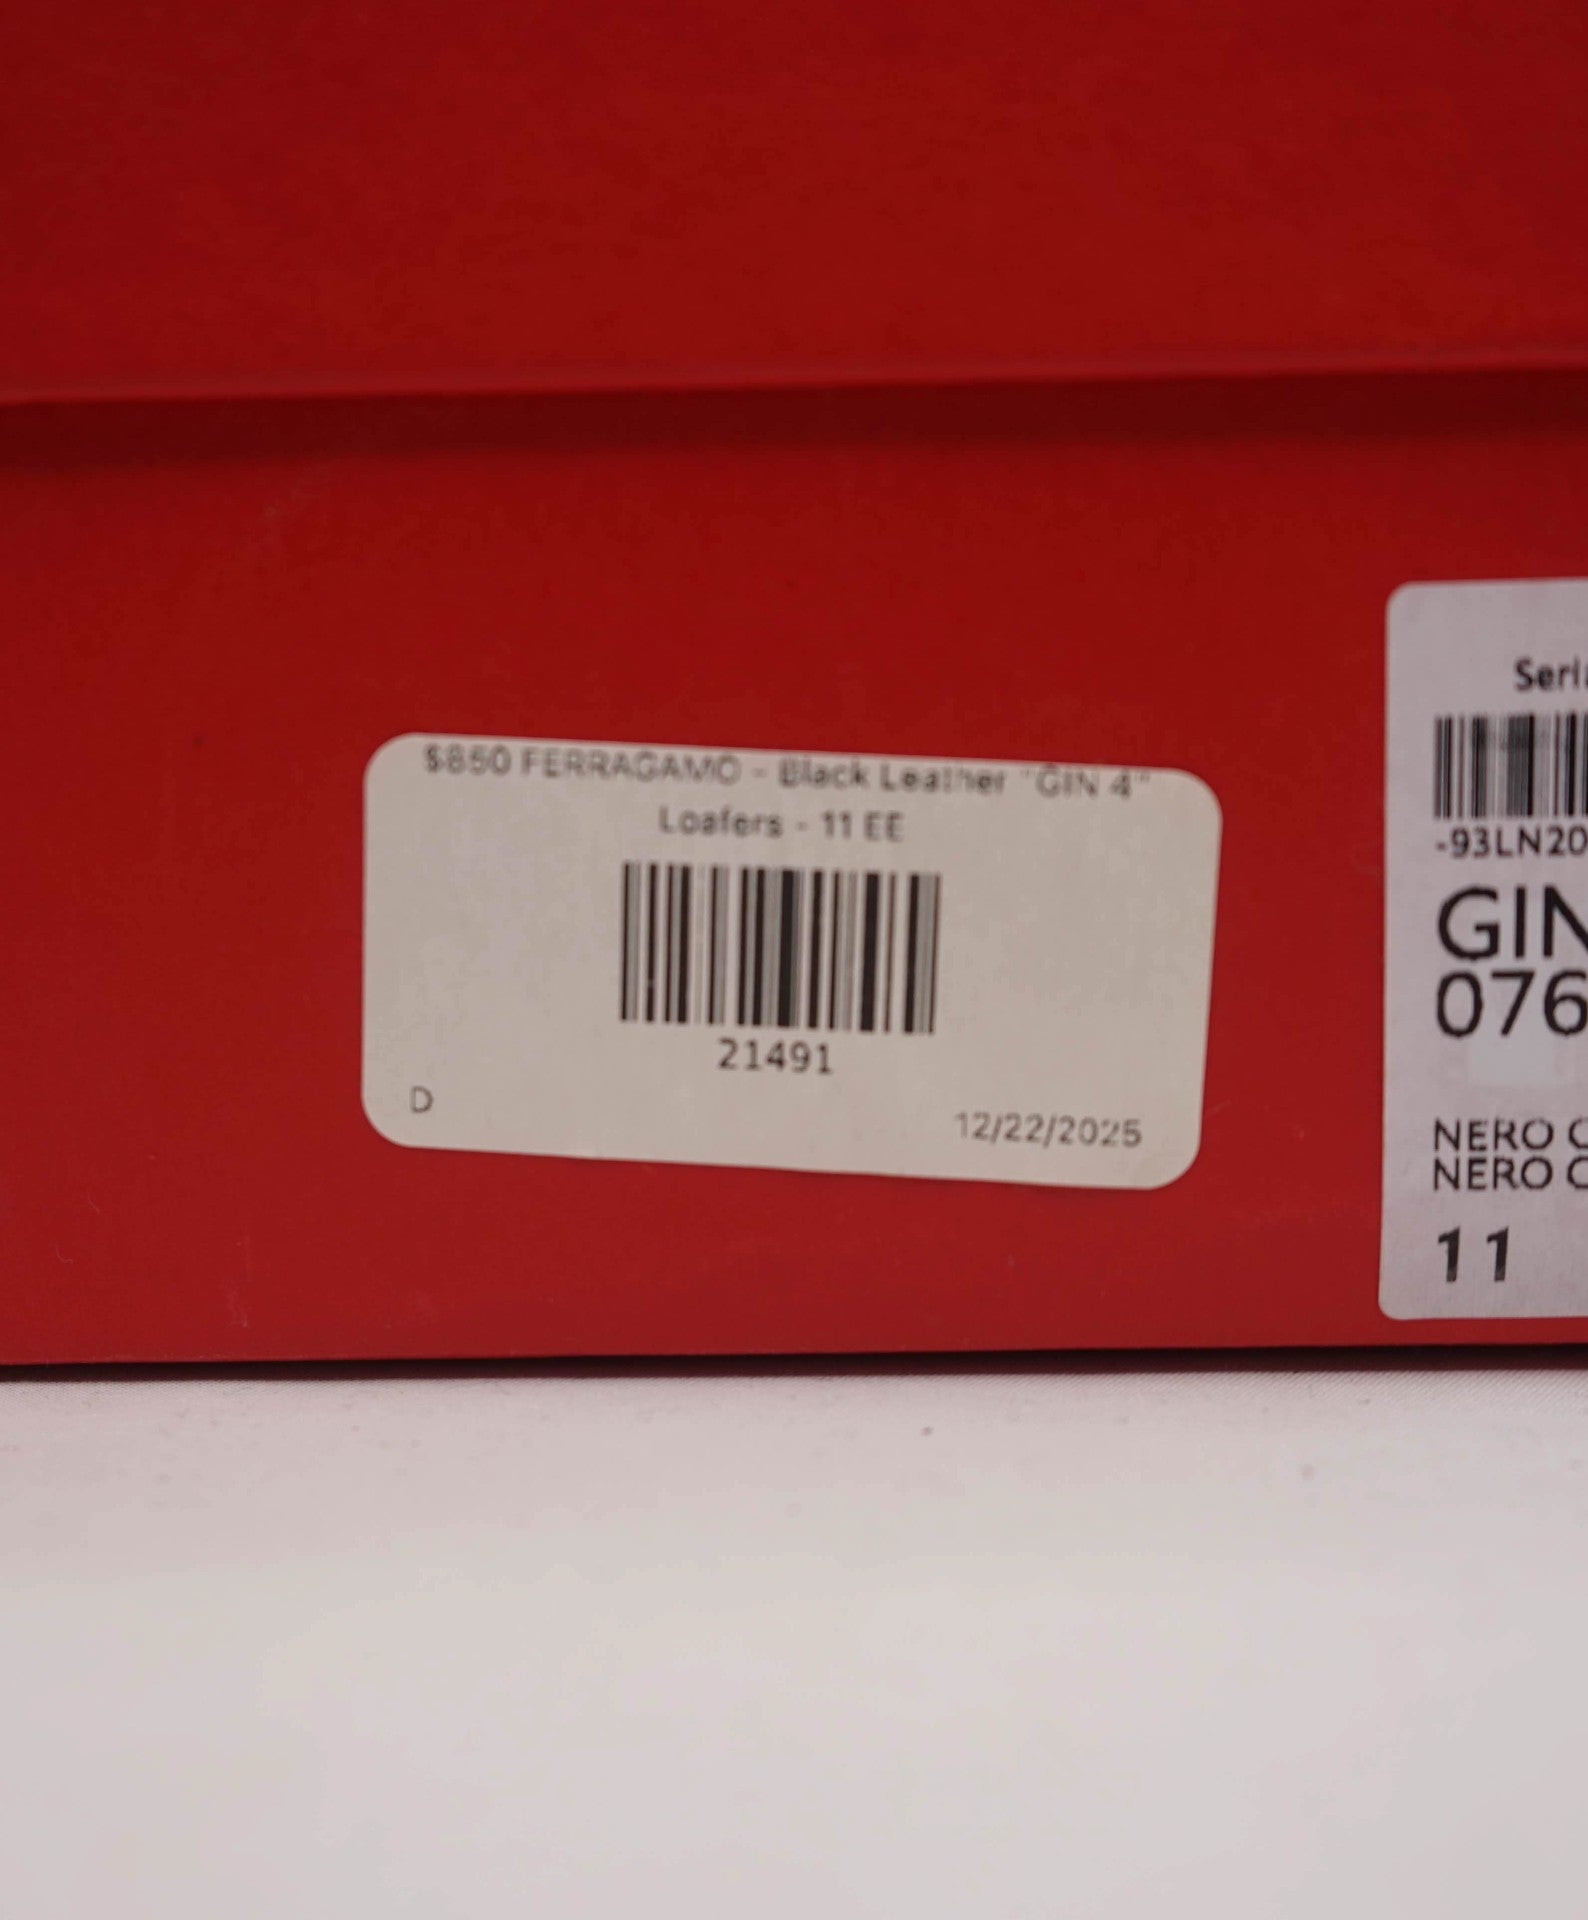 $850 FERRAGAMO - Black Leather "GIN 4"
Loafers - 11 EE
21491
D
12/22/2025
-93LN20
GIN
076
NERO
NERO
11